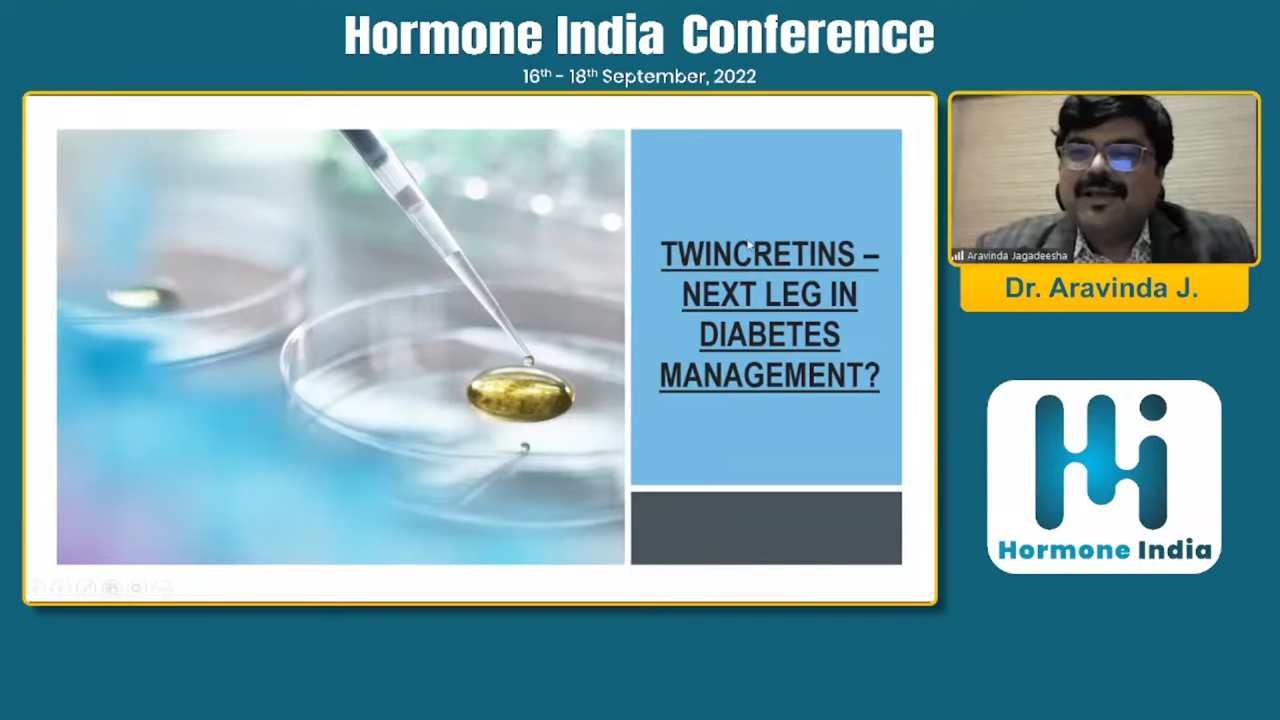 Hormone India Conference
16th - 18th September, 2022
TWINCRETINS –
NEXT LEG IN
DIABETES
MANAGEMENT?
Aravinda Jagadeesha
Dr. Aravinda J.
Hi
Hormone India